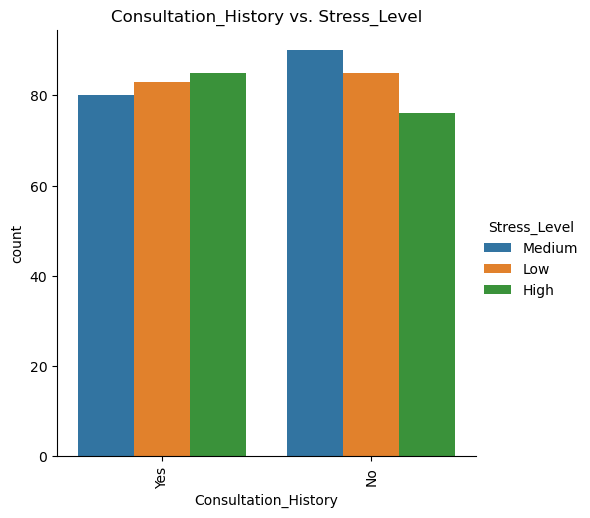 Consultation_History vs. Stress_Level
80
60
40
20
0
count
Yes
No
Consultation_History
Stress_Level
Medium
Low
High